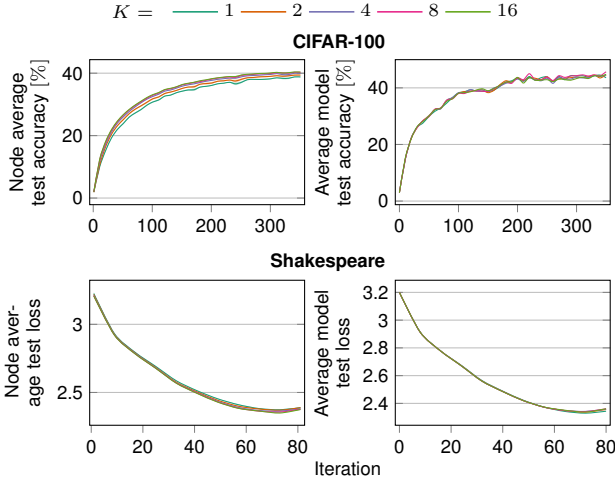 K = 1 2 4 8 16
CIFAR-100
Node average
test accuracy [%]
40
20
0
0 100 200 300
Average model
test accuracy [%]
40
20
0
0 100 200 300
Shakespeare
Node aver-
age test loss
3
2.5
0 20 40 60 80
Average model
test loss
3.2
3
2.8
2.6
2.4
0 20 40 60 80
Iteration